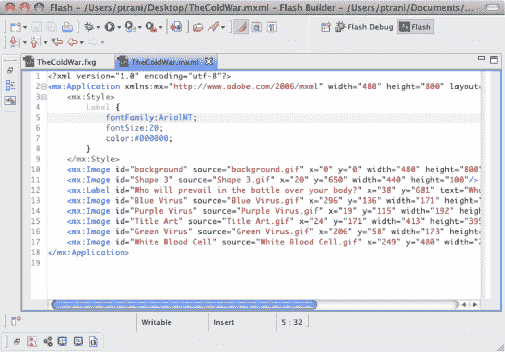 Flash - /Users/ptrani/Desktop/TheColdWar.mxml - Flash Builder - /Users/ptrani/Documents/...
Flash Debug Flash
TheColdWar.fxg TheColdWar.mxml
1 <?xml version="1.0" encoding="utf-8"?>
2 <mx:Application xmlns:mx="http://www.adobe.com/2006/mxml" width="480" height="800" layout=
3 <mx:Style>
4 Label {
5 fontFamily:ArialMT;
6 fontSize:20;
7 color:#000000;
8 }
9 </mx:Style>
10 <mx:Image id="background" source="background.gif" x="0" y="0" width="480" height="800"
11 <mx:Image id="Shape 3" source="Shape 3.gif" x="20" y="650" width="440" height="100"/>
12 <mx:Label id="Who will prevail in the battle over your body?" x="38" y="681" text="Who
13 <mx:Image id="Blue Virus" source="Blue Virus.gif" x="296" y="136" width="171" height=
14 <mx:Image id="Purple Virus" source="Purple Virus.gif" x="19" y="115" width="192" height=
15 <mx:Image id="Title Art" source="Title Art.gif" x="24" y="171" width="413" height="395
16 <mx:Image id="Green Virus" source="Green Virus.gif" x="206" y="58" width="173" height=
17 <mx:Image id="White Blood Cell" source="White Blood Cell.gif" x="249" y="480" width="2
18 </mx:Application>
19
Writable Insert 5 : 32